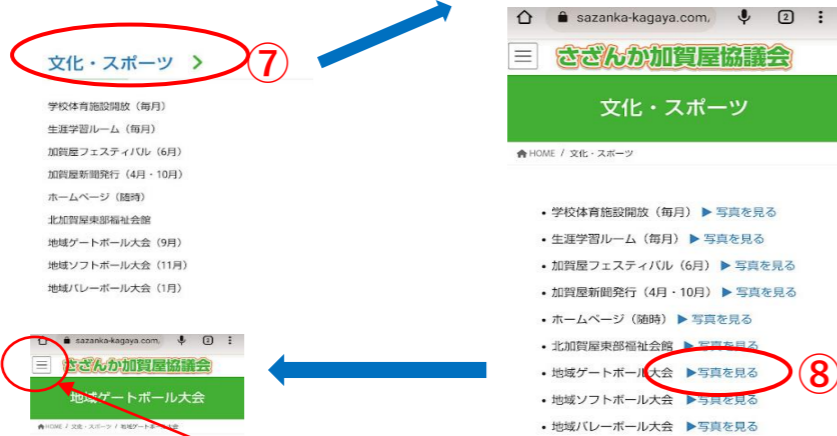 文化・スポーツ >
⑦
学校体育施設開放（毎月）
生涯学習ルーム（毎月）
加賀屋フェスティバル（6月）
加賀屋新聞発行（4月・10月）
ホームページ（随時）
北加賀屋東部福祉会館
地域ゲートボール大会（9月）
地域ソフトボール大会（11月）
地域バレーボール大会（1月）
sazanka-kagaya.com,
さざんか加賀屋協議会
地域ゲートボール大会
HOME / 文化・スポーツ / 地域ゲートボール大会
sazanka-kagaya.com, 2
さざんか加賀屋協議会
文化・スポーツ
HOME / 文化・スポーツ
• 学校体育施設開放（毎月） ▶ 写真を見る
• 生涯学習ルーム（毎月） ▶ 写真を見る
• 加賀屋フェスティバル（6月） ▶ 写真を見る
• 加賀屋新聞発行（4月・10月） ▶ 写真を見る
• ホームページ（随時） ▶ 写真を見る
• 北加賀屋東部福祉会館 ▶ 写真を見る
• 地域ゲートボール大会 ▶写真を見る
⑧
• 地域ソフトボール大会 ▶写真を見る
• 地域バレーボール大会 ▶写真を見る